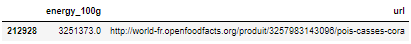 energy_100g url
212928 3251373.0 http://world-fr.openfoodfacts.org/produit/3257983143096/pois-casses-cora